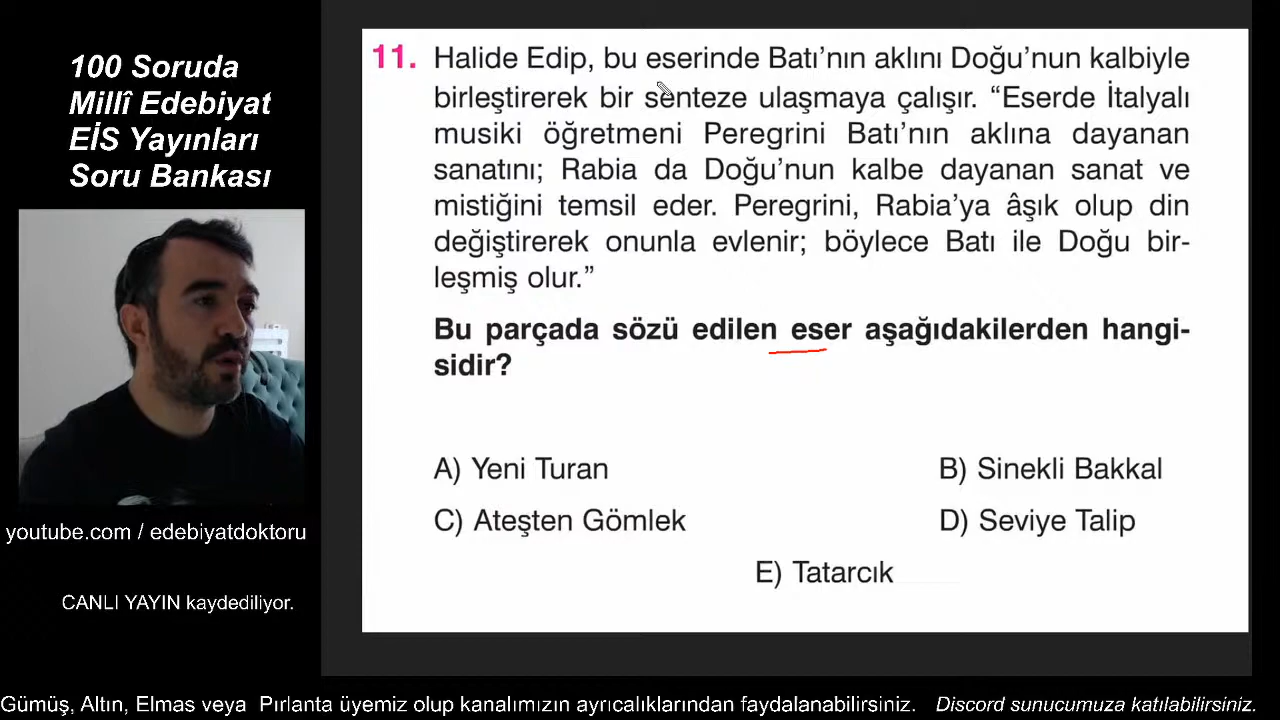 100 Soruda
Millî Edebiyat
EİS Yayınları
Soru Bankası
youtube.com / edebiyatdoktoru
CANLI YAYIN kaydediliyor.
11. Halide Edip, bu eserinde Batı’nın aklını Doğu’nun kalbiyle
birleştirerek bir senteze ulaşmaya çalışır. “Eserde İtalyalı
musiki öğretmeni Peregrini Batı’nın aklına dayanan
sanatını; Rabia da Doğu’nun kalbe dayanan sanat ve
mistiğini temsil eder. Peregrini, Rabia’ya âşık olup din
değiştirerek onunla evlenir; böylece Batı ile Doğu bir-
leşmiş olur.”
Bu parçada sözü edilen eser aşağıdakilerden hangi-
sidir?
A) Yeni Turan
B) Sinekli Bakkal
C) Ateşten Gömlek
D) Seviye Talip
E) Tatarcık
Gümüş, Altın, Elmas veya Pırlanta üyemiz olup kanalımızın ayrıcalıklarından faydalanabilirsiniz. Discord sunucumuza katılabilirsiniz.